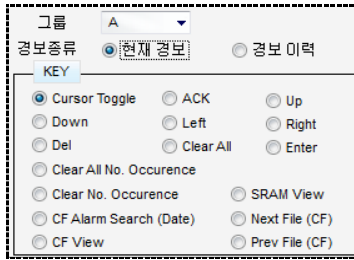 그룹 A
경보종류 현재 경보 경보 이력
KEY
Cursor Toggle ACK Up
Down Left Right
Del Clear All Enter
Clear All No. Occurence
Clear No. Occurence SRAM View
CF Alarm Search (Date) Next File (CF)
CF View Prev File (CF)